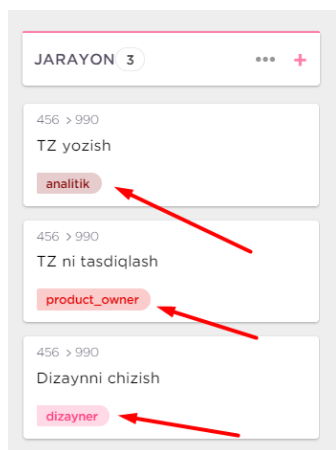 JARAYON 3
456 > 990
TZ yozish
analitik
456 > 990
TZ ni tasdiqlash
product_owner
456 > 990
Dizaynni chizish
dizayner